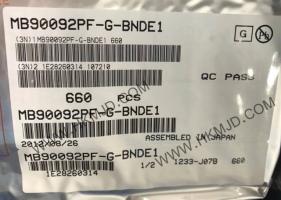 MB90092PF-G-BNDE1
(3N)1MB90092PF-G-BNDE1 660
G Pb
(3N)2 1E28260314 107210
QC PASS
660 PCS
MB90092PF-G-BNDE1
2012/08/26 ASSEMBLED IN JAPAN
MB90092PF-G-BNDE1
1/2 1233-J07B 660
1E28260314
WWW.HKMJD.COM